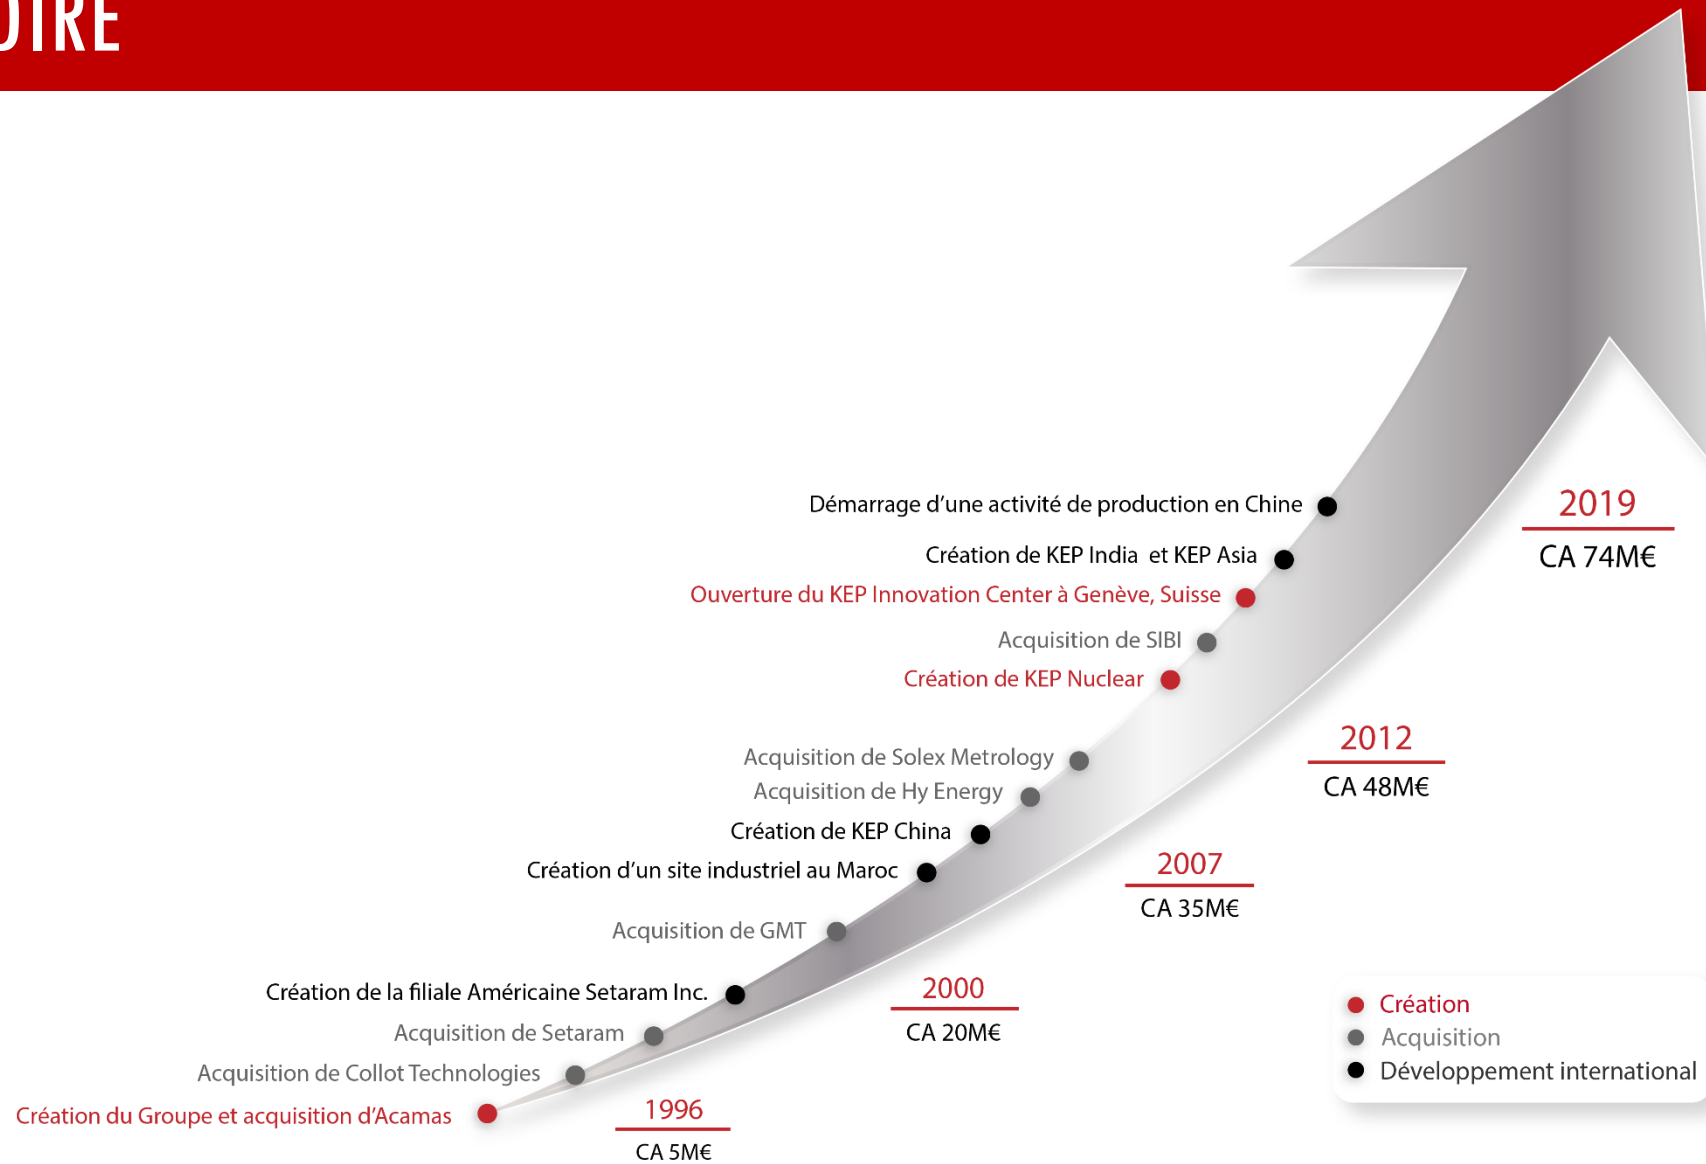 Démarrage d’une activité de production en Chine
Création de KEP India et KEP Asia
Ouverture du KEP Innovation Center à Genève, Suisse
Acquisition de SIBI
Création de KEP Nuclear
Acquisition de Solex Metrology
Acquisition de Hy Energy
Création de KEP China
Création d’un site industriel au Maroc
Acquisition de GMT
Création de la filiale Américaine Setaram Inc.
Acquisition de Setaram
Acquisition de Collot Technologies
Création du Groupe et acquisition d’Acamas
2019
CA 74M€
2012
CA 48M€
2007
CA 35M€
2000
CA 20M€
1996
CA 5M€
Création
Acquisition
Développement international